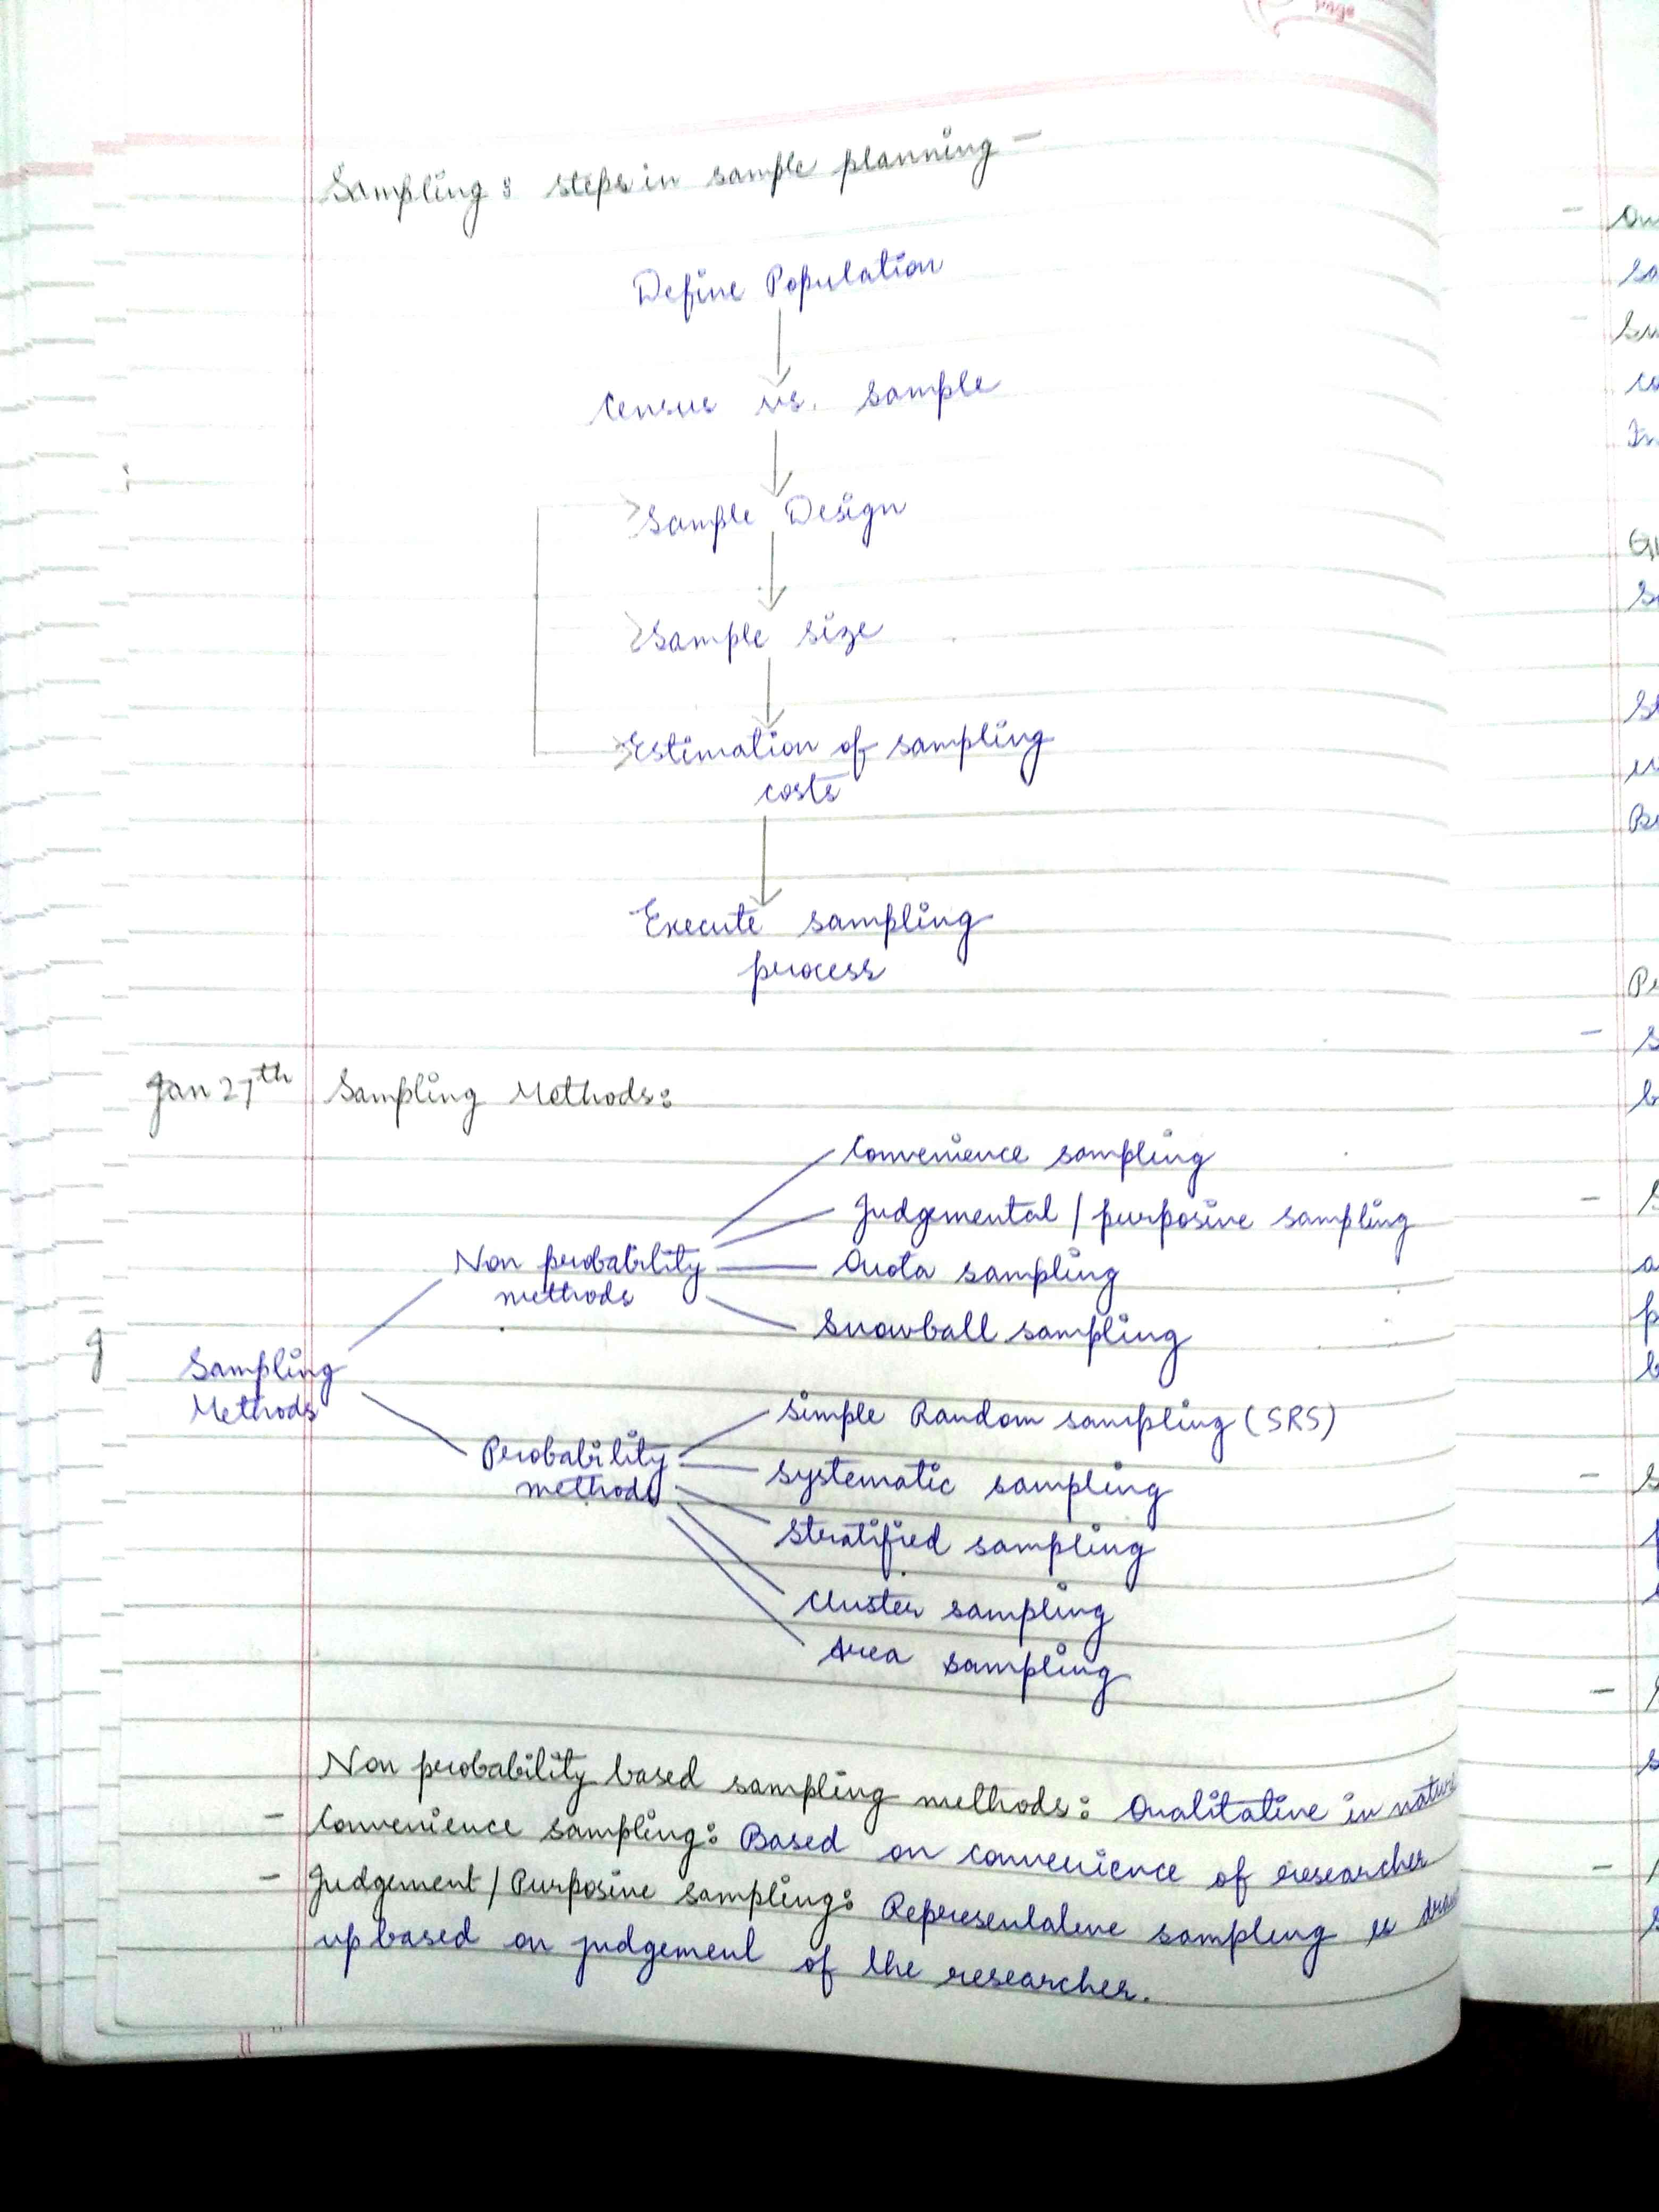 Page
Sampling: steps in sample planning -
Define Population
Census vs. sample
Sample Design
Sample size
Estimation of sampling
costs
Execute sampling
process
Jan 27th Sampling Methods:
Convenience sampling
Judgemental / purposive sampling
Non probability
methods
Quota sampling
Snowball sampling
Sampling
Methods
Simple Random sampling (SRS)
Probability
methods
systematic sampling
stratified sampling
cluster sampling
Area sampling
Non probability based sampling methods: Qualitative in nature
- Convenience sampling: Based on convenience of researcher
- Judgement / Purposive sampling: Representative sampling is drawn
up based on judgement of the researcher.